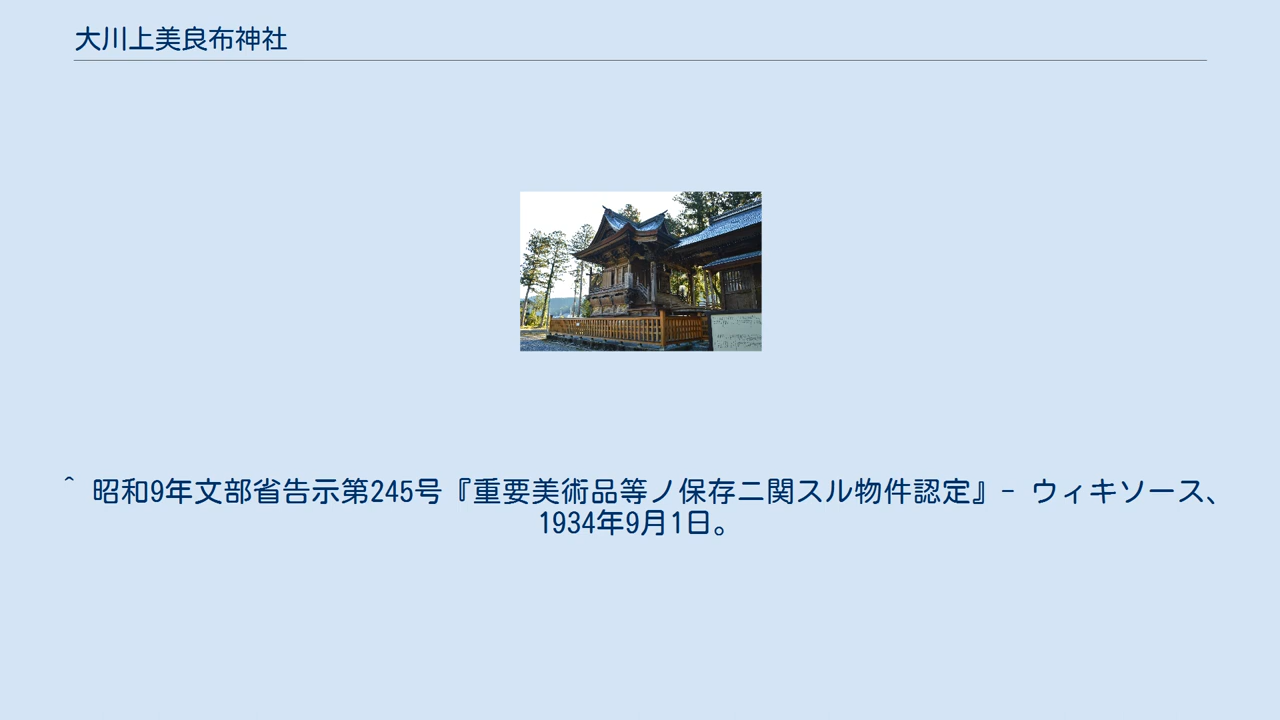 大川上美良布神社
^ 昭和9年文部省告示第245号『重要美術品等ノ保存ニ関スル物件認定』- ウィキソース、
1934年9月1日。